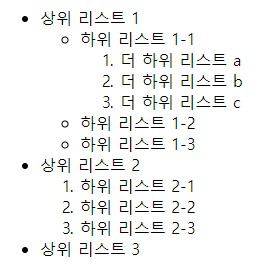 • 상위 리스트 1
◦ 하위 리스트 1-1
1. 더 하위 리스트 a
2. 더 하위 리스트 b
3. 더 하위 리스트 c
◦ 하위 리스트 1-2
◦ 하위 리스트 1-3
• 상위 리스트 2
1. 하위 리스트 2-1
2. 하위 리스트 2-2
3. 하위 리스트 2-3
• 상위 리스트 3